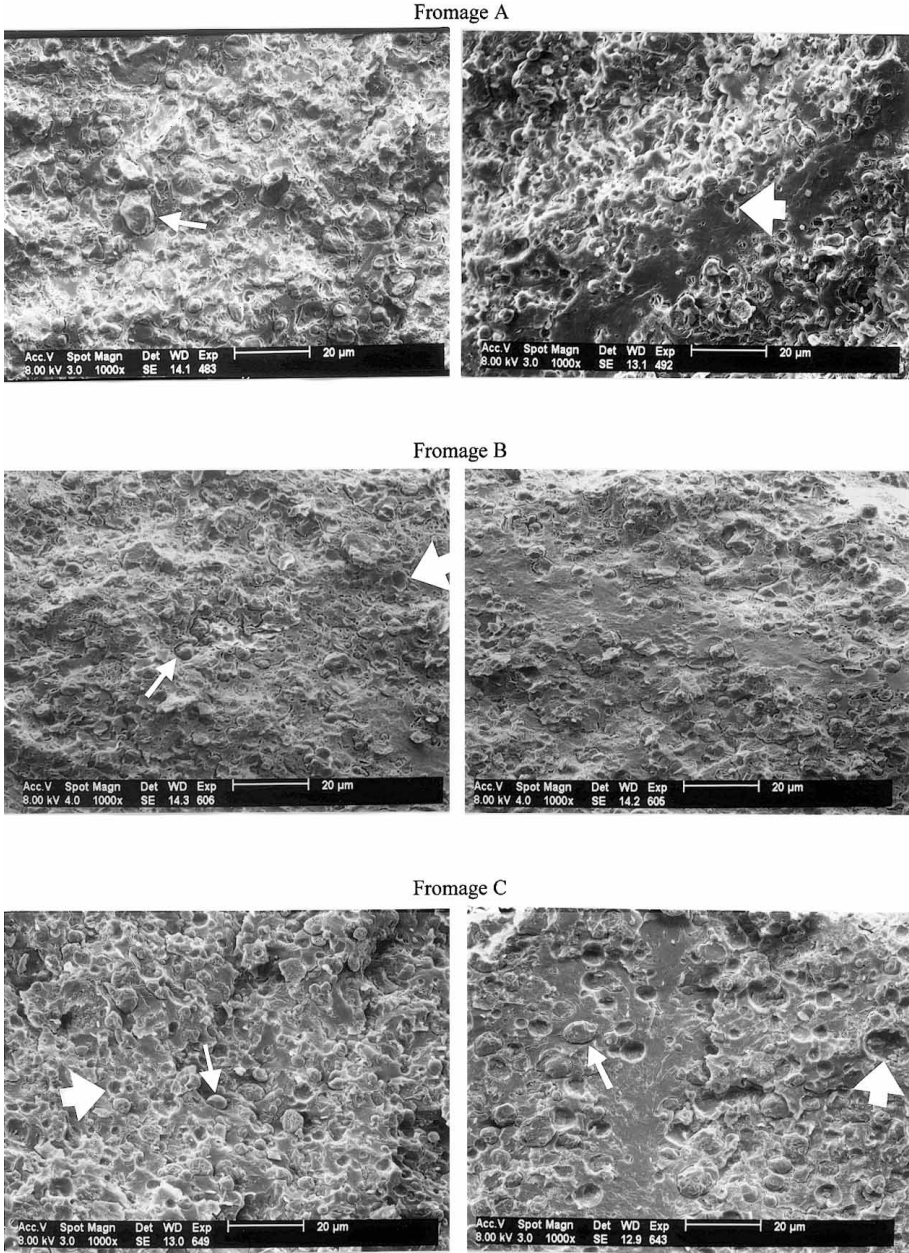 Fromage A
Acc.V Spot Magn Det WD Exp 20 µm
8.00 kV 3.0 1000x SE 14.1 483
Acc.V Spot Magn Det WD Exp 20 µm
8.00 kV 3.0 1000x SE 13.1 492
Fromage B
Acc.V Spot Magn Det WD Exp 20 µm
8.00 kV 4.0 1000x SE 14.3 606
Acc.V Spot Magn Det WD Exp 20 µm
8.00 kV 4.0 1000x SE 14.2 605
Fromage C
Acc.V Spot Magn Det WD Exp 20 µm
8.00 kV 3.0 1000x SE 13.0 649
Acc.V Spot Magn Det WD Exp 20 µm
8.00 kV 3.0 1000x SE 12.9 643